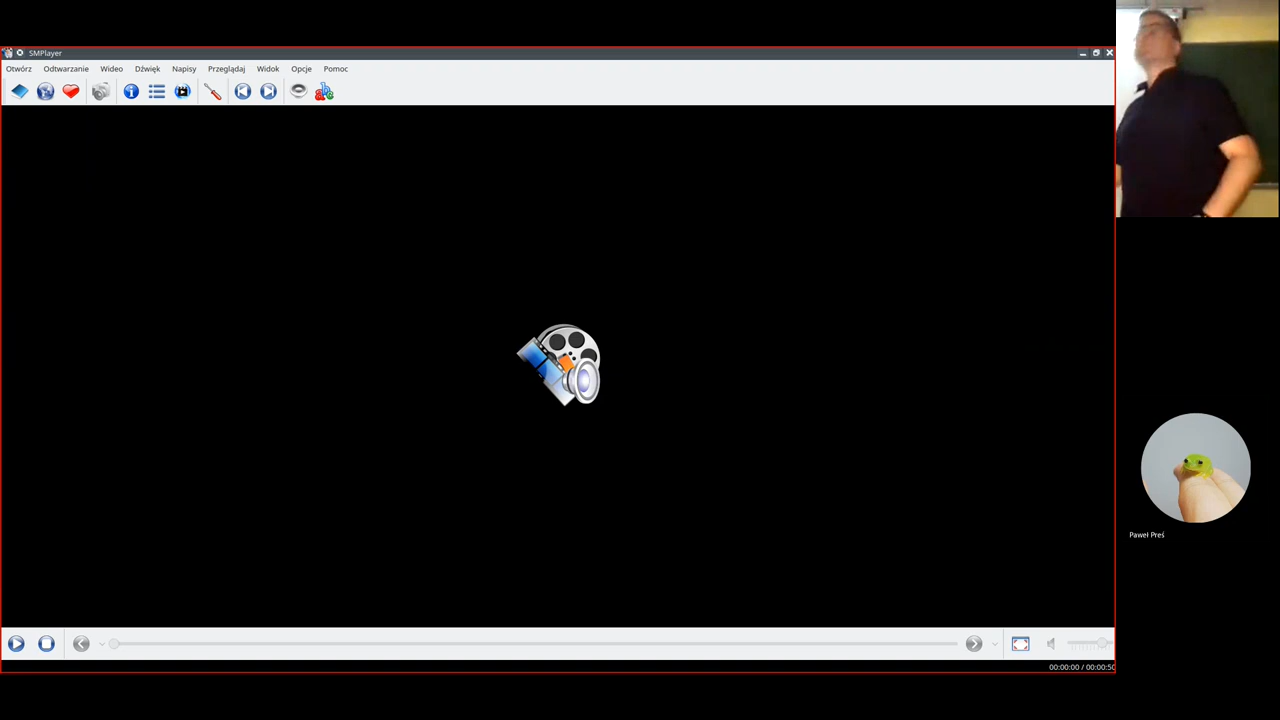 SMPlayer
Otwórz Odtwarzanie Wideo Dźwięk Napisy Przeglądaj Widok Opcje Pomoc
Paweł Preś
00:00:00 / 00:00:50